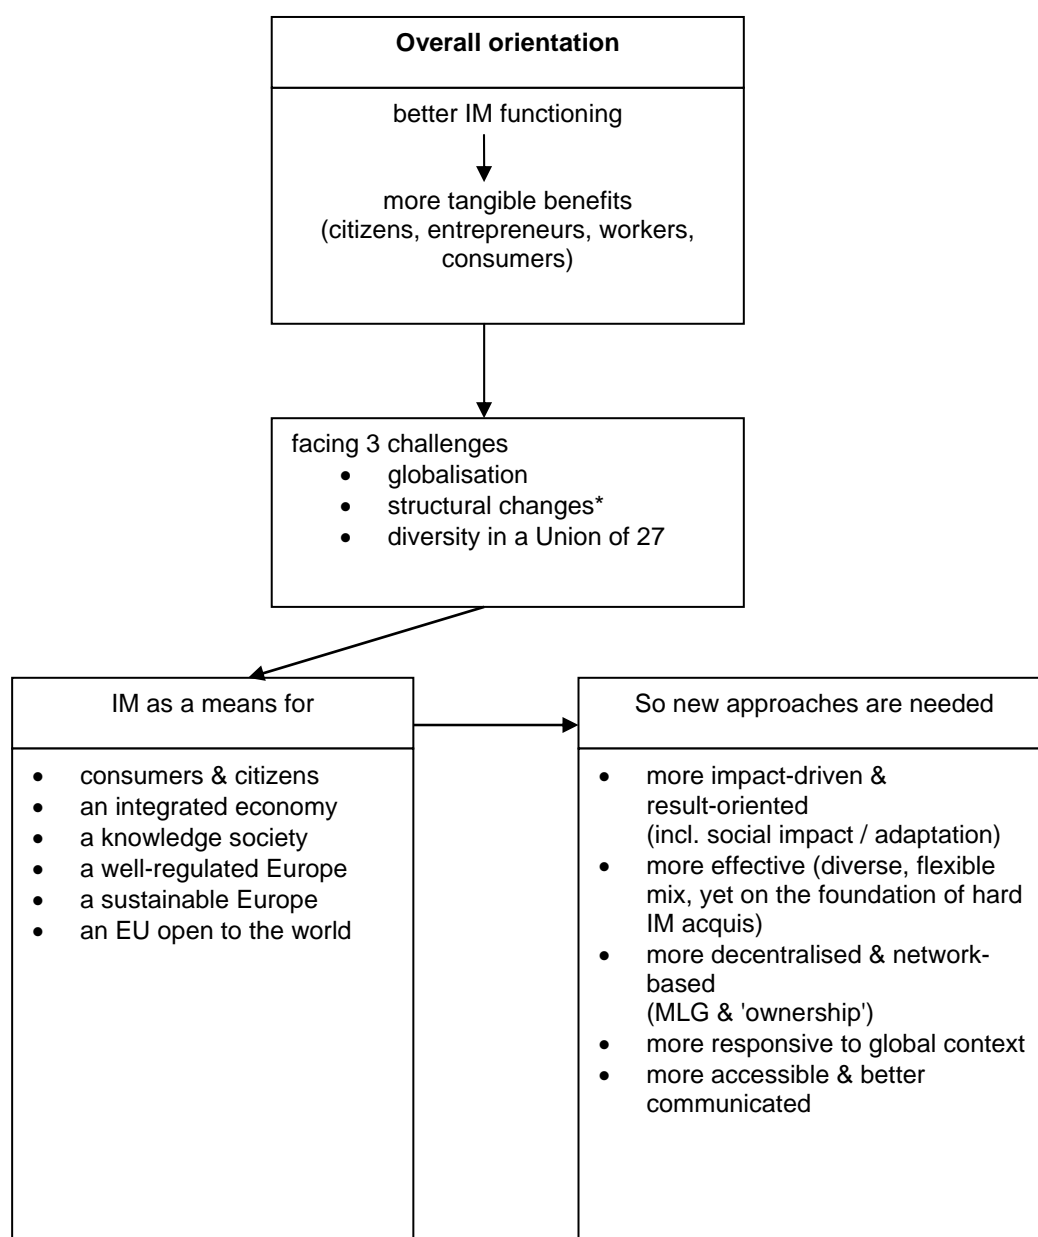 Overall orientation
better IM functioning
more tangible benefits
(citizens, entrepreneurs, workers,
consumers)
facing 3 challenges
• globalisation
• structural changes*
• diversity in a Union of 27
IM as a means for
• consumers & citizens
• an integrated economy
• a knowledge society
• a well-regulated Europe
• a sustainable Europe
• an EU open to the world
So new approaches are needed
• more impact-driven &
result-oriented
(incl. social impact / adaptation)
• more effective (diverse, flexible
mix, yet on the foundation of hard
IM acquis)
• more decentralised & network-
based
(MLG & 'ownership')
• more responsive to global context
• more accessible & better
communicated